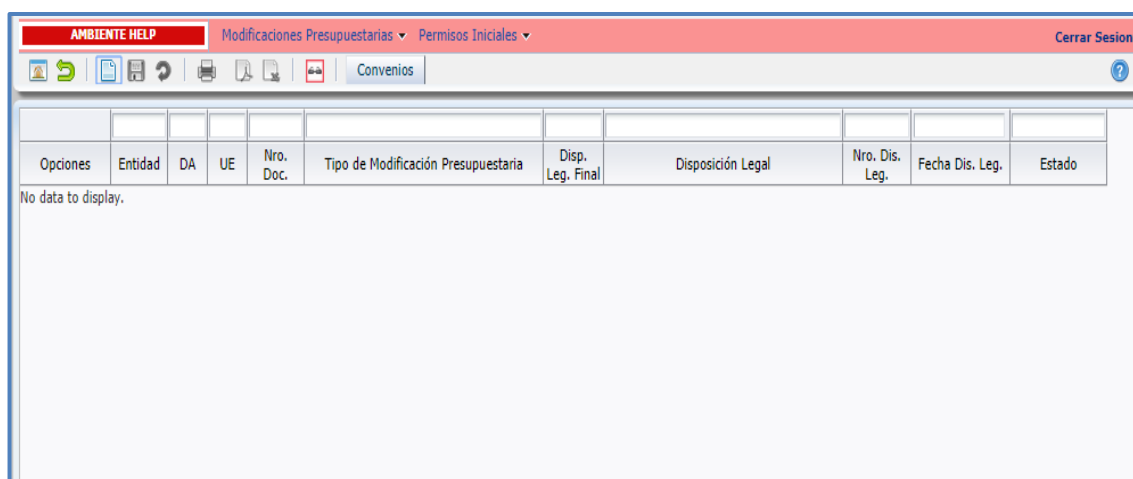 AMBIENTE HELP Modificaciones Presupuestarias Permisos Iniciales Cerrar Sesion
Convenios ?
Opciones Entidad DA UE Nro. Doc. Tipo de Modificación Presupuestaria Disp. Leg. Final Disposición Legal Nro. Dis. Leg. Fecha Dis. Leg. Estado
No data to display.